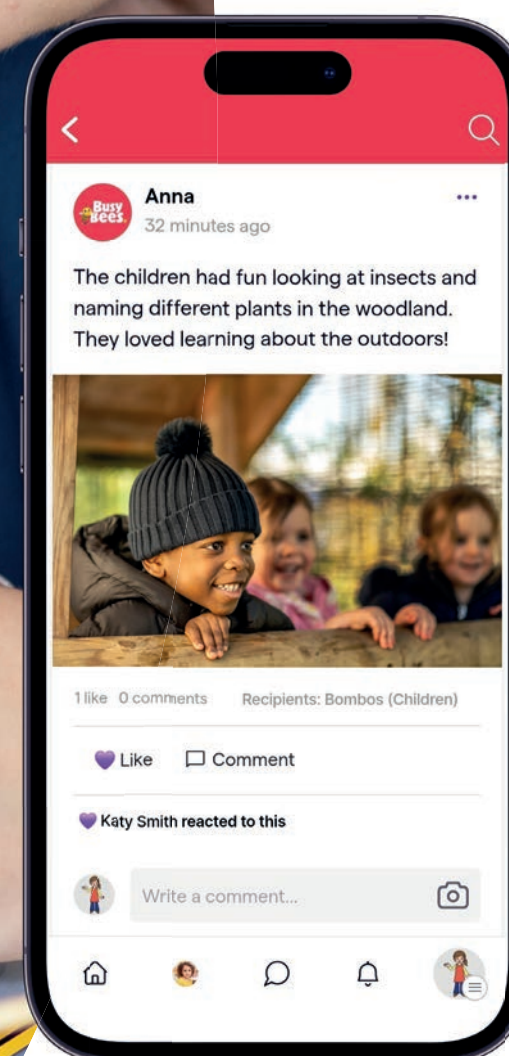 Busy
Bees.
Anna
32 minutes ago
The children had fun looking at insects and
naming different plants in the woodland.
They loved learning about the outdoors!
1 like 0 comments Recipients: Bombos (Children)
Like Comment
Katy Smith reacted to this
Write a comment...